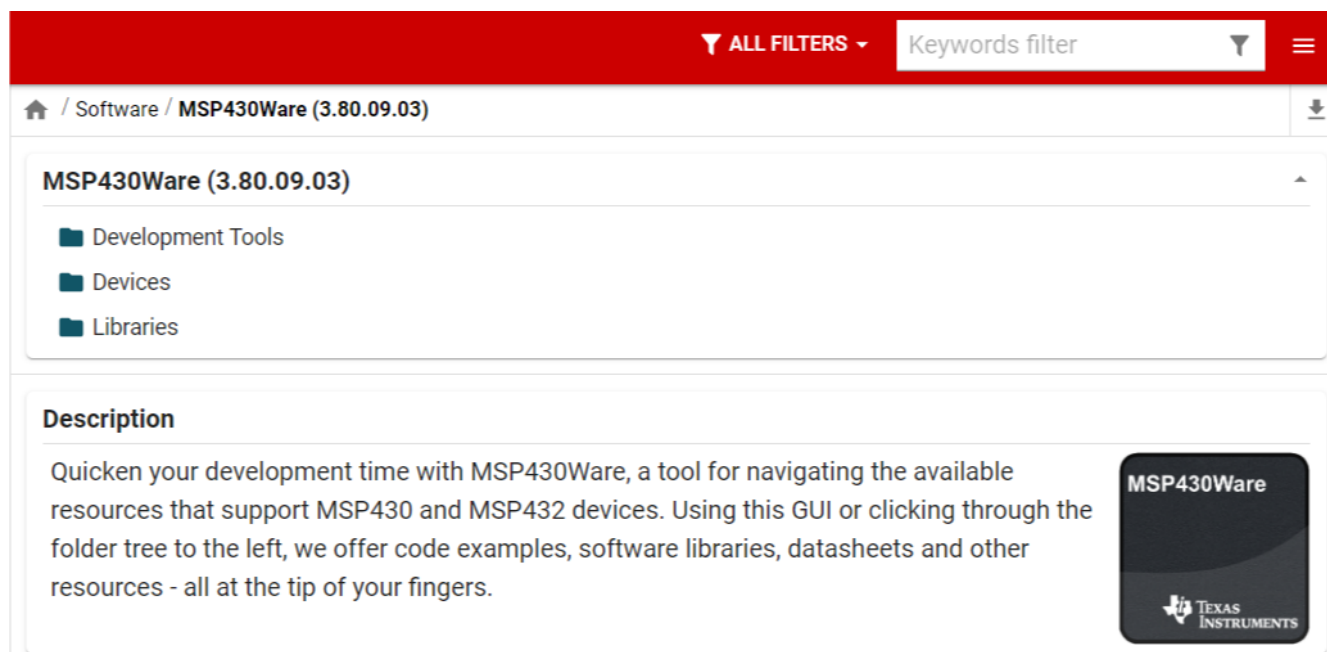 ALL FILTERS
Keywords filter
/ Software / MSP430Ware (3.80.09.03)
MSP430Ware (3.80.09.03)
Development Tools
Devices
Libraries
Description
Quicken your development time with MSP430Ware, a tool for navigating the available
resources that support MSP430 and MSP432 devices. Using this GUI or clicking through the
folder tree to the left, we offer code examples, software libraries, datasheets and other
resources - all at the tip of your fingers.
MSP430Ware
TEXAS
INSTRUMENTS